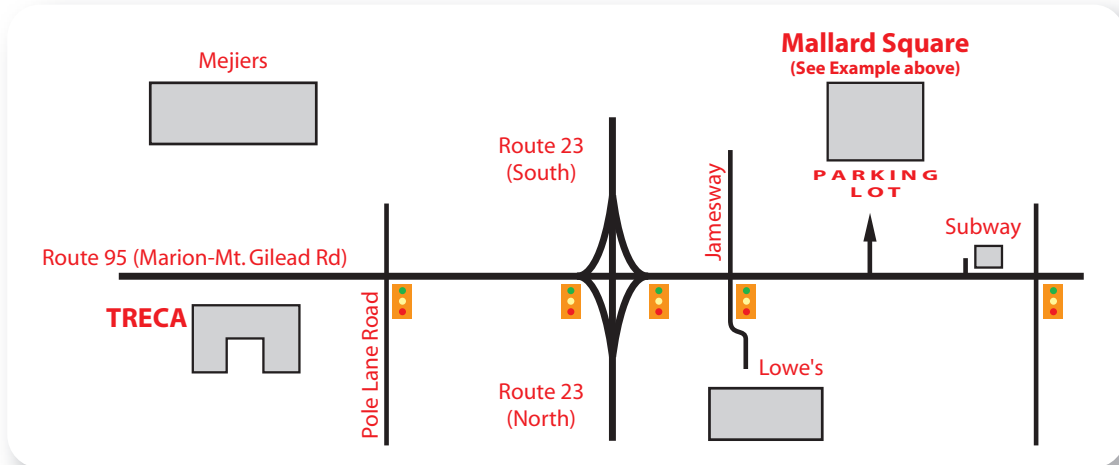 Mallard Square
(See Example above)
Mejiers
Route 23
(South)
PARKING
LOT
Jamesway
Subway
Route 95 (Marion-Mt. Gilead Rd)
TRECA
Pole Lane Road
Lowe's
Route 23
(North)